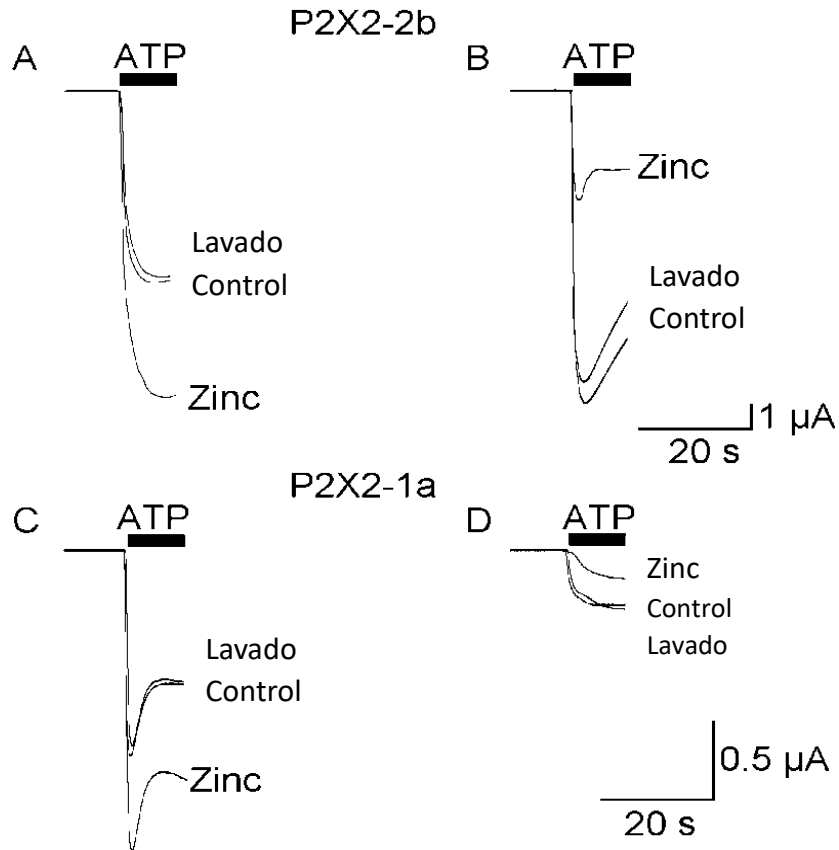 P2X2-2b
A
ATP
B
ATP
Zinc
Lavado
Control
Zinc
Lavado
Control
1 µA
20 s
P2X2-1a
C
ATP
D
ATP
Lavado
Control
Zinc
Zinc
Control
Lavado
0.5 µA
20 s